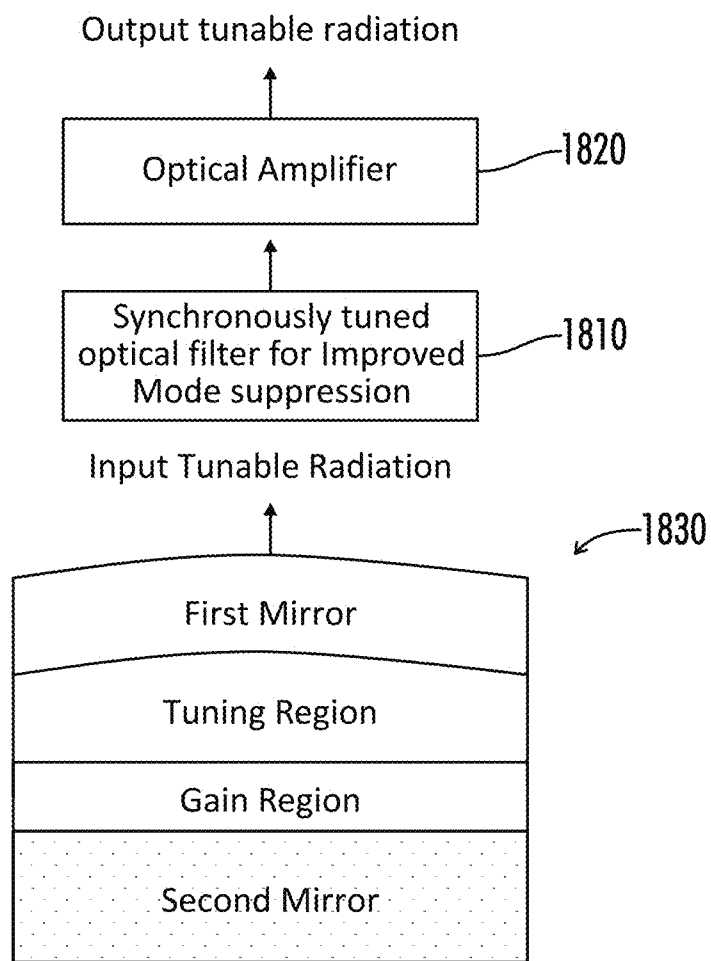 Output tunable radiation
Optical Amplifier
1820
Synchronously tuned
optical filter for Improved
Mode suppression
1810
Input Tunable Radiation
1830
First Mirror
Tuning Region
Gain Region
Second Mirror